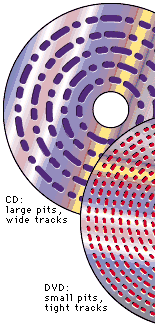 CD:
large pits,
wide tracks
DVD:
small pits,
tight tracks